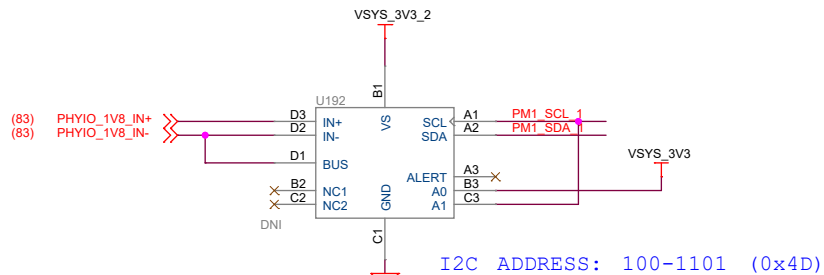 VSYS_3V3_2
U192
B1
(83) PHYIO_1V8_IN+ D3 IN+ VS SCL A1 PM1_SCL_1
(83) PHYIO_1V8_IN- D2 IN- SDA A2 PM1_SDA_1
VSYS_3V3
D1 BUS
ALERT A3
B2 NC1 GND A0 B3
C2 NC2 A1 C3
DNI
C1
I2C ADDRESS: 100-1101 (0x4D)